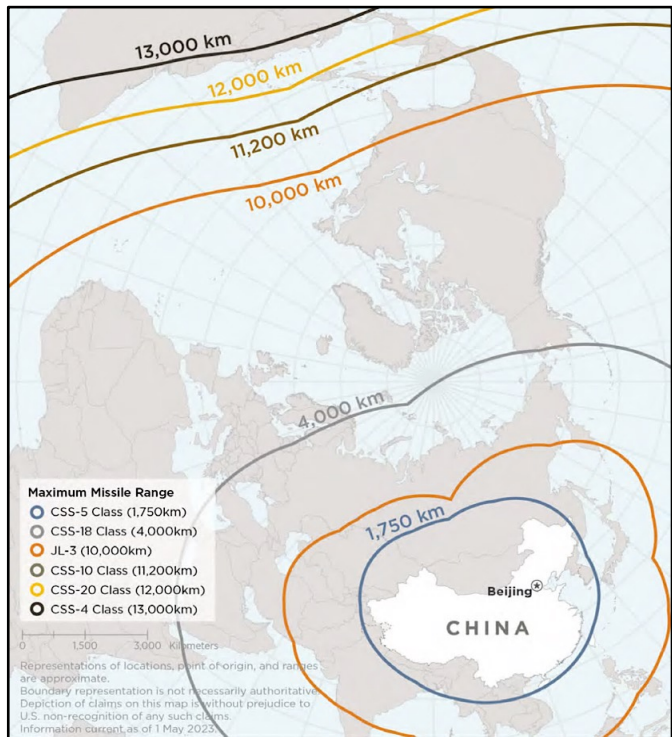 13,000 km
12,000 km
11,200 km
10,000 km
4,000 km
1,750 km
Beijing
CHINA
Maximum Missile Range
CSS-5 Class (1,750km)
CSS-18 Class (4,000km)
JL-3 (10,000km)
CSS-10 Class (11,200km)
CSS-20 Class (12,000km)
CSS-4 Class (13,000km)
0 1,500 3,000 Kilometers
Representations of locations, point of origin, and ranges
are approximate.
Boundary representation is not necessarily authoritative.
Depiction of claims on this map is without prejudice to
U.S. non-recognition of any such claims.
Information current as of 1 May 2023.